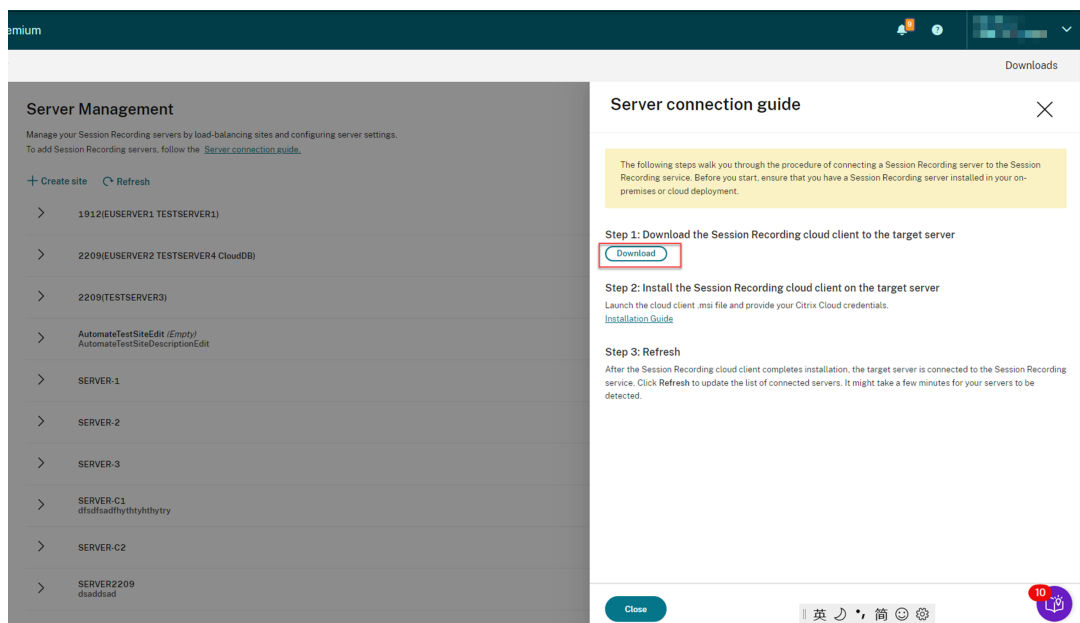 emium
9
?
Downloads
Server Management
Manage your Session Recording servers by load-balancing sites and configuring server settings.
To add Session Recording servers, follow the Server connection guide.
+ Create site Refresh
1912(EUSERVER1 TESTSERVER1)
2209(EUSERVER2 TESTSERVER4 CloudDB)
2209(TESTSERVER3)
AutomateTestSiteEdit (Empty)
AutomateTestSiteDescriptionEdit
SERVER-1
SERVER-2
SERVER-3
SERVER-C1
dfsdfsadfhythtyhthytry
SERVER-C2
SERVER2209
dsaddsad
Server connection guide
The following steps walk you through the procedure of connecting a Session Recording server to the Session
Recording service. Before you start, ensure that you have a Session Recording server installed in your on-
premises or cloud deployment.
Step 1: Download the Session Recording cloud client to the target server
Download
Step 2: Install the Session Recording cloud client on the target server
Launch the cloud client .msi file and provide your Citrix Cloud credentials.
Installation Guide
Step 3: Refresh
After the Session Recording cloud client completes installation, the target server is connected to the Session Recording
service. Click Refresh to update the list of connected servers. It might take a few minutes for your servers to be
detected.
Close
英 简
10